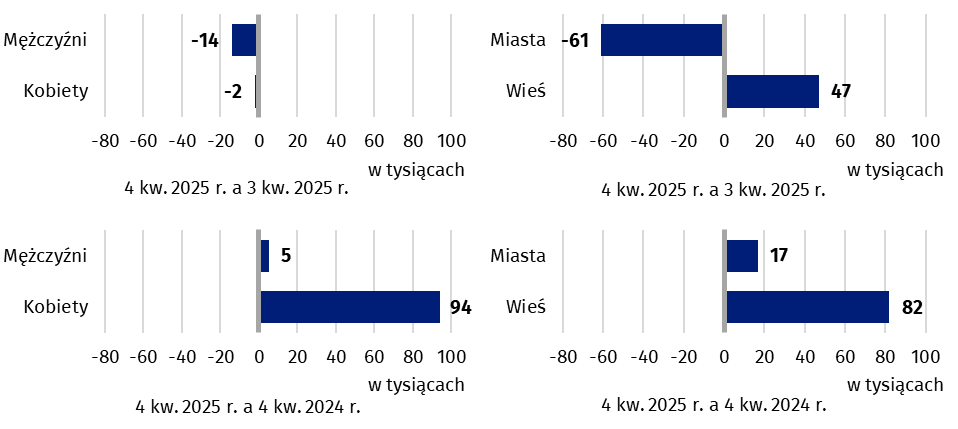 Mężczyźni -14
Kobiety -2
-80 -60 -40 -20 0 20 40 60 80 100
w tysiącach
4 kw. 2025 r. a 3 kw. 2025 r.
Miasta -61
Wieś 47
-80 -60 -40 -20 0 20 40 60 80 100
w tysiącach
4 kw. 2025 r. a 3 kw. 2025 r.
Mężczyźni 5
Kobiety 94
-80 -60 -40 -20 0 20 40 60 80 100
w tysiącach
4 kw. 2025 r. a 4 kw. 2024 r.
Miasta 17
Wieś 82
-80 -60 -40 -20 0 20 40 60 80 100
w tysiącach
4 kw. 2025 r. a 4 kw. 2024 r.